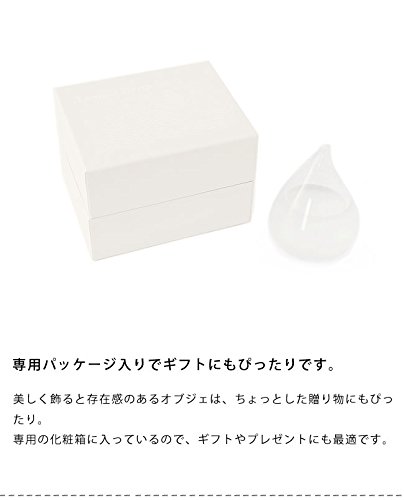 専用パッケージ入りでギフトにもぴったりです。
美しく飾ると存在感のあるオブジェは、ちょっとした贈り物にもぴっ
たり。
専用の化粧箱に入っているので、ギフトやプレゼントにも最適です。